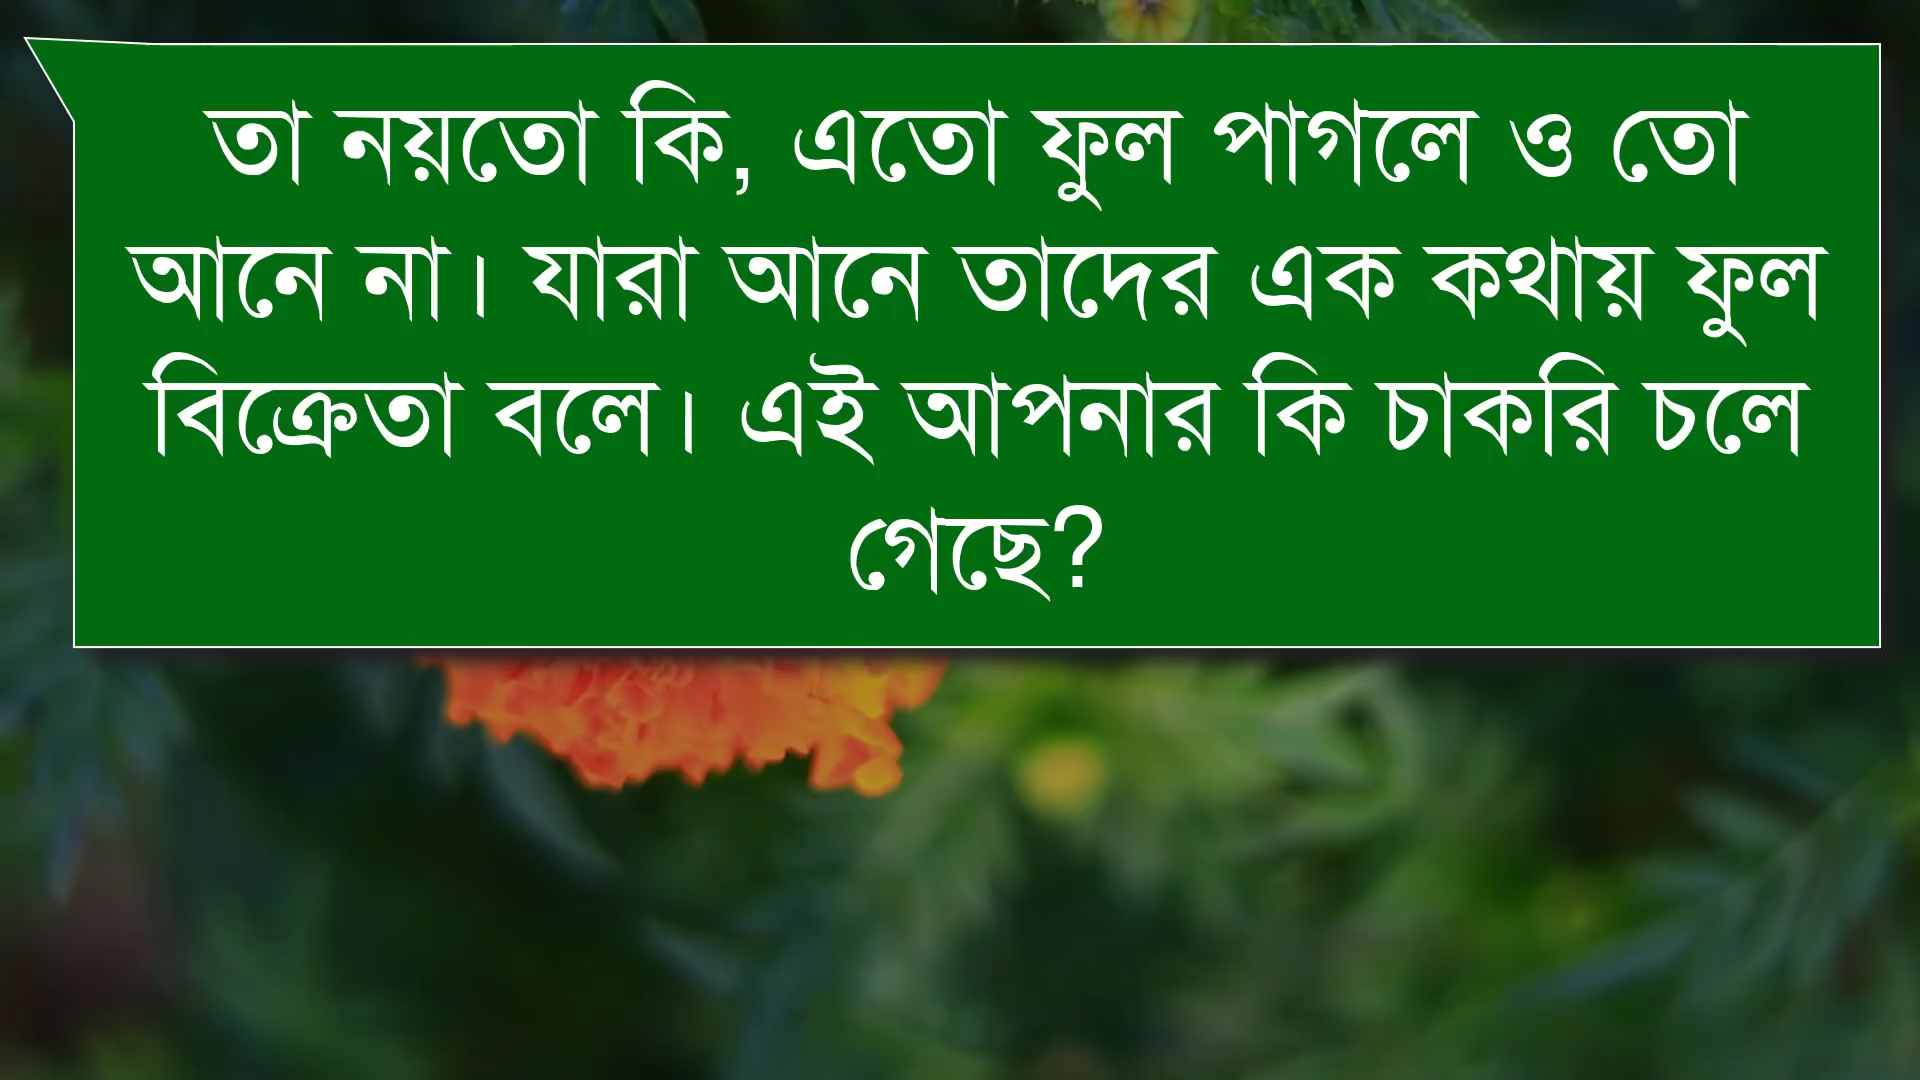 তা নয়তো কি, এতো ফুল পাগলে ও তো
আনে না। যারা আনে তাদের এক কথায় ফুল
বিক্রেতা বলে। এই আপনার কি চাকরি চলে
গেছে?